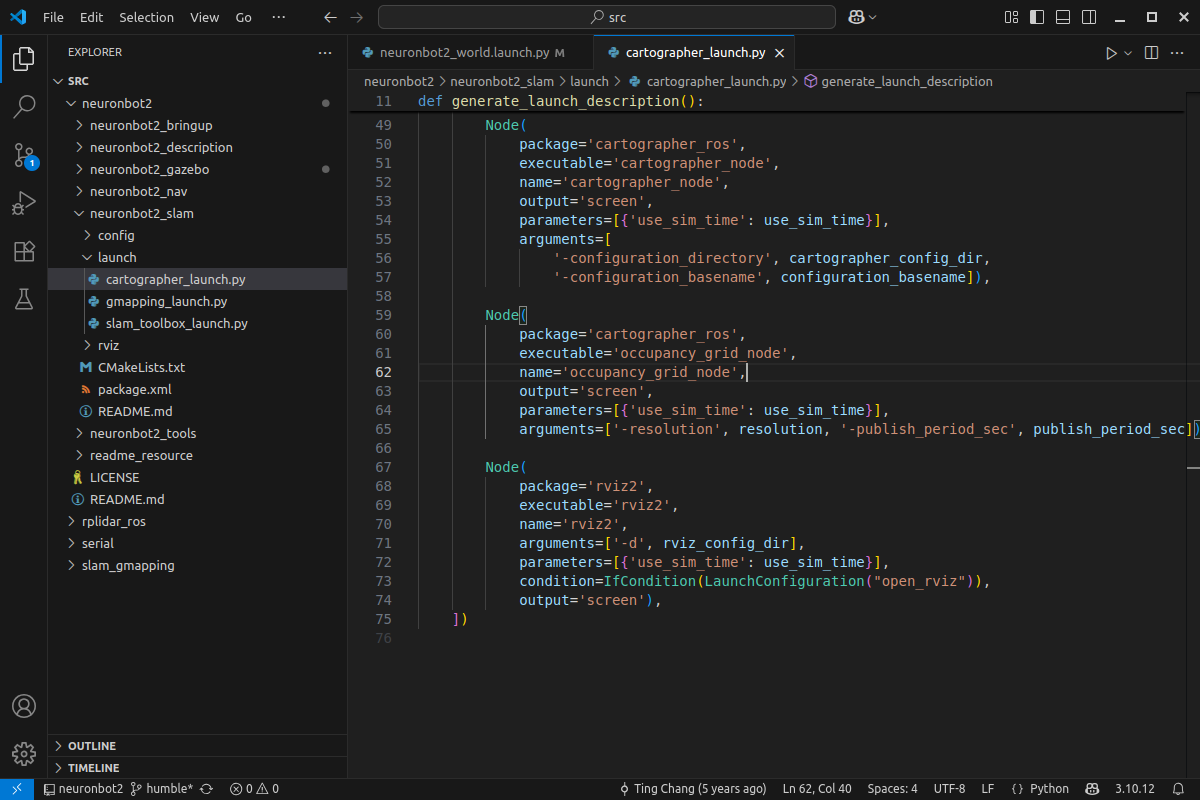 File Edit Selection View Go ··· src
EXPLORER ···
neuronbot2_world.launch.py M
cartographer_launch.py
SRC
neuronbot2
neuronbot2_bringup
neuronbot2_description
neuronbot2_gazebo
neuronbot2_nav
neuronbot2_slam
config
launch
cartographer_launch.py
gmapping_launch.py
slam_toolbox_launch.py
rviz
CMakeLists.txt
package.xml
README.md
neuronbot2_tools
readme_resource
LICENSE
README.md
rplidar_ros
serial
slam_gmapping
OUTLINE
TIMELINE
1
neuronbot2 > neuronbot2_slam > launch > cartographer_launch.py > generate_launch_description
11 def generate_launch_description():
49 Node(
50 package='cartographer_ros',
51 executable='cartographer_node',
52 name='cartographer_node',
53 output='screen',
54 parameters=[{'use_sim_time': use_sim_time}],
55 arguments=[
56 '-configuration_directory', cartographer_config_dir,
57 '-configuration_basename', configuration_basename]),
58
59 Node(
60 package='cartographer_ros',
61 executable='occupancy_grid_node',
62 name='occupancy_grid_node',
63 output='screen',
64 parameters=[{'use_sim_time': use_sim_time}],
65 arguments=['-resolution', resolution, '-publish_period_sec', publish_period_sec])
66
67 Node(
68 package='rviz2',
69 executable='rviz2',
70 name='rviz2',
71 arguments=['-d', rviz_config_dir],
72 parameters=[{'use_sim_time': use_sim_time}],
73 condition=IfCondition(LaunchConfiguration("open_rviz")),
74 output='screen'),
75 ])
76
neuronbot2 humble* 0 0 Ting Chang (5 years ago) Ln 62, Col 40 Spaces: 4 UTF-8 LF {} Python 3.10.12